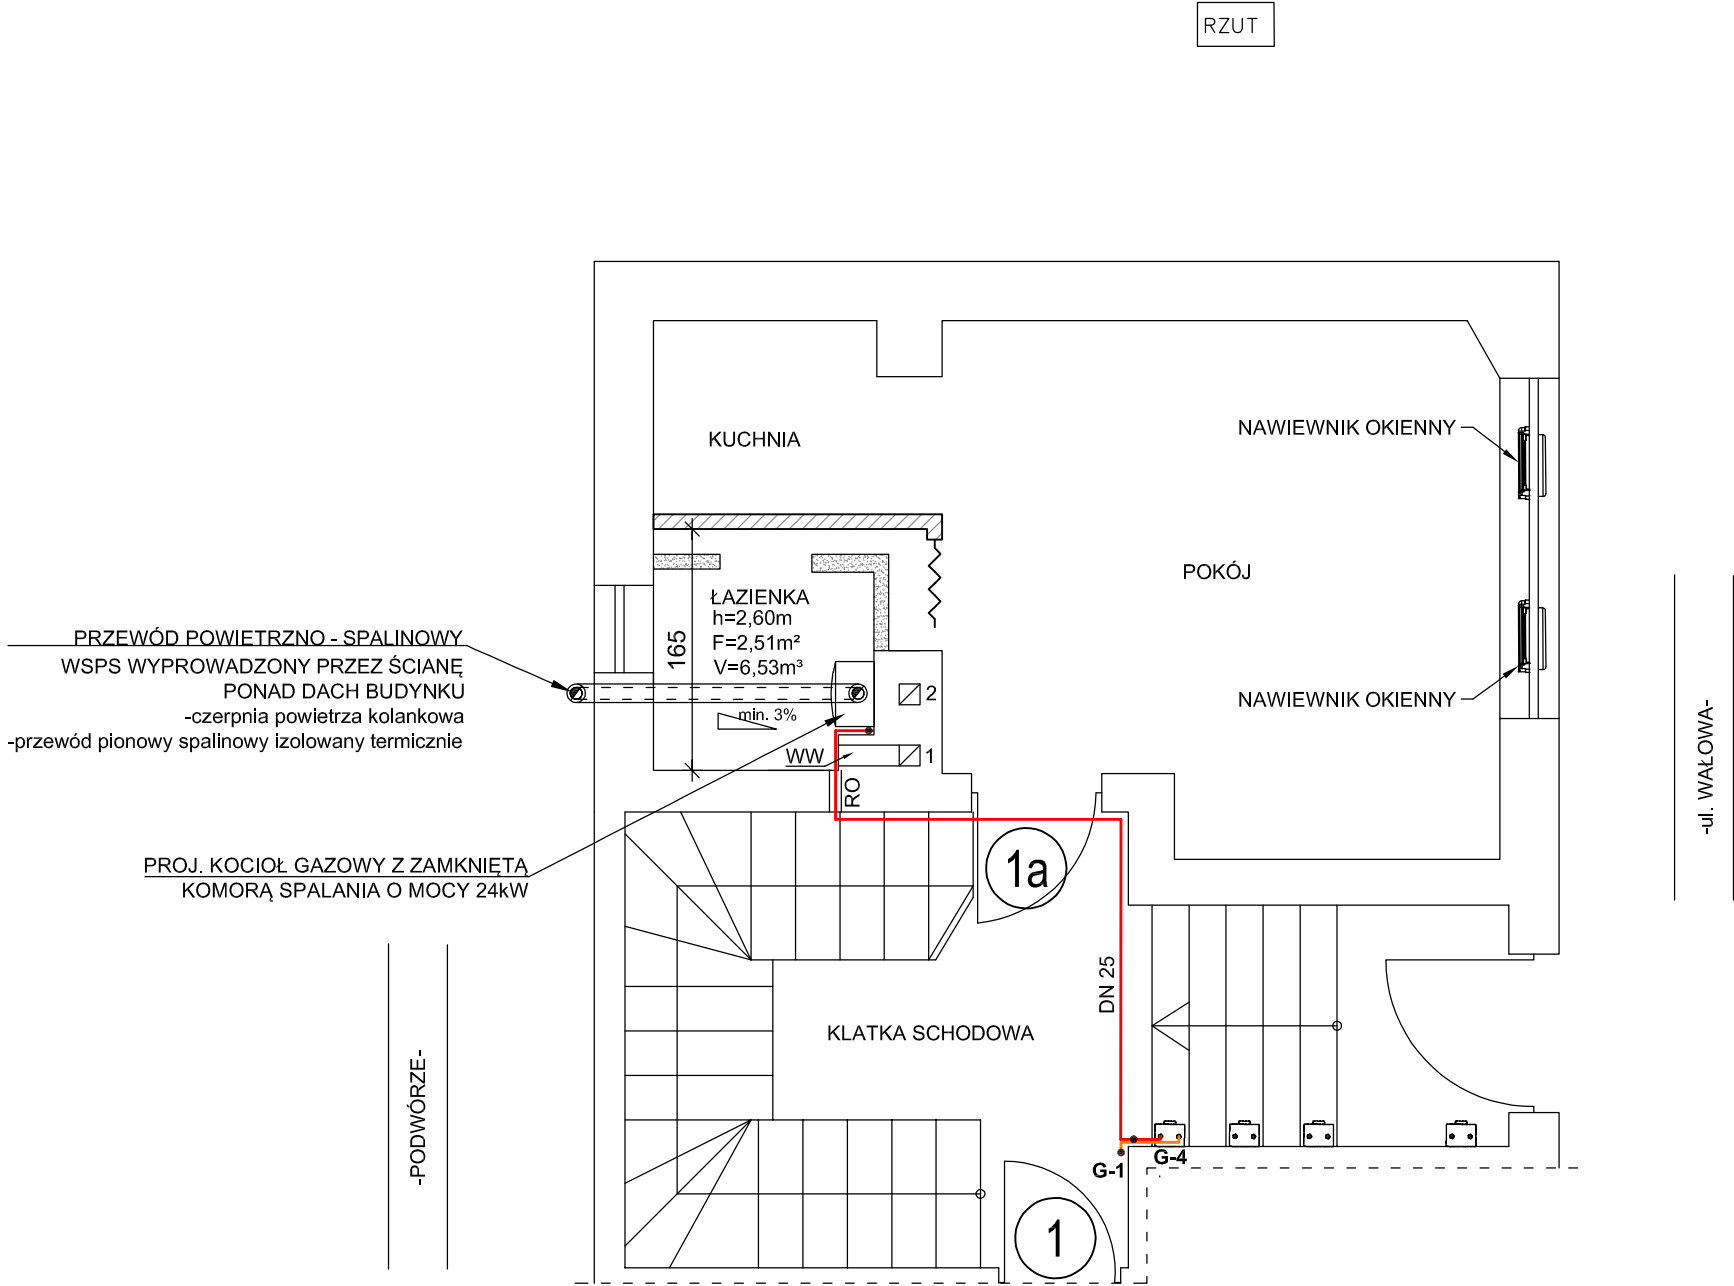 RZUT
NAWIEWNIK OKIENNY
KUCHNIA
POKÓJ
ŁAZIENKA
h=2,60m
F=2,51m²
V=6,53m³
165
PRZEWÓD POWIETRZNO - SPALINOWY
WSPS WYPROWADZONY PRZEZ ŚCIANĘ
PONAD DACH BUDYNKU
-czerpnia powietrza kolankowa
-przewód pionowy spalinowy izolowany termicznie
2
NAWIEWNIK OKIENNY
min. 3%
WW
1
RO
-ul. WAŁOWA-
PROJ. KOCIOŁ GAZOWY Z ZAMKNIĘTĄ
KOMORĄ SPALANIA O MOCY 24kW
1a
DN 25
KLATKA SCHODOWA
-PODWÓRZE-
G-1
G-4
1